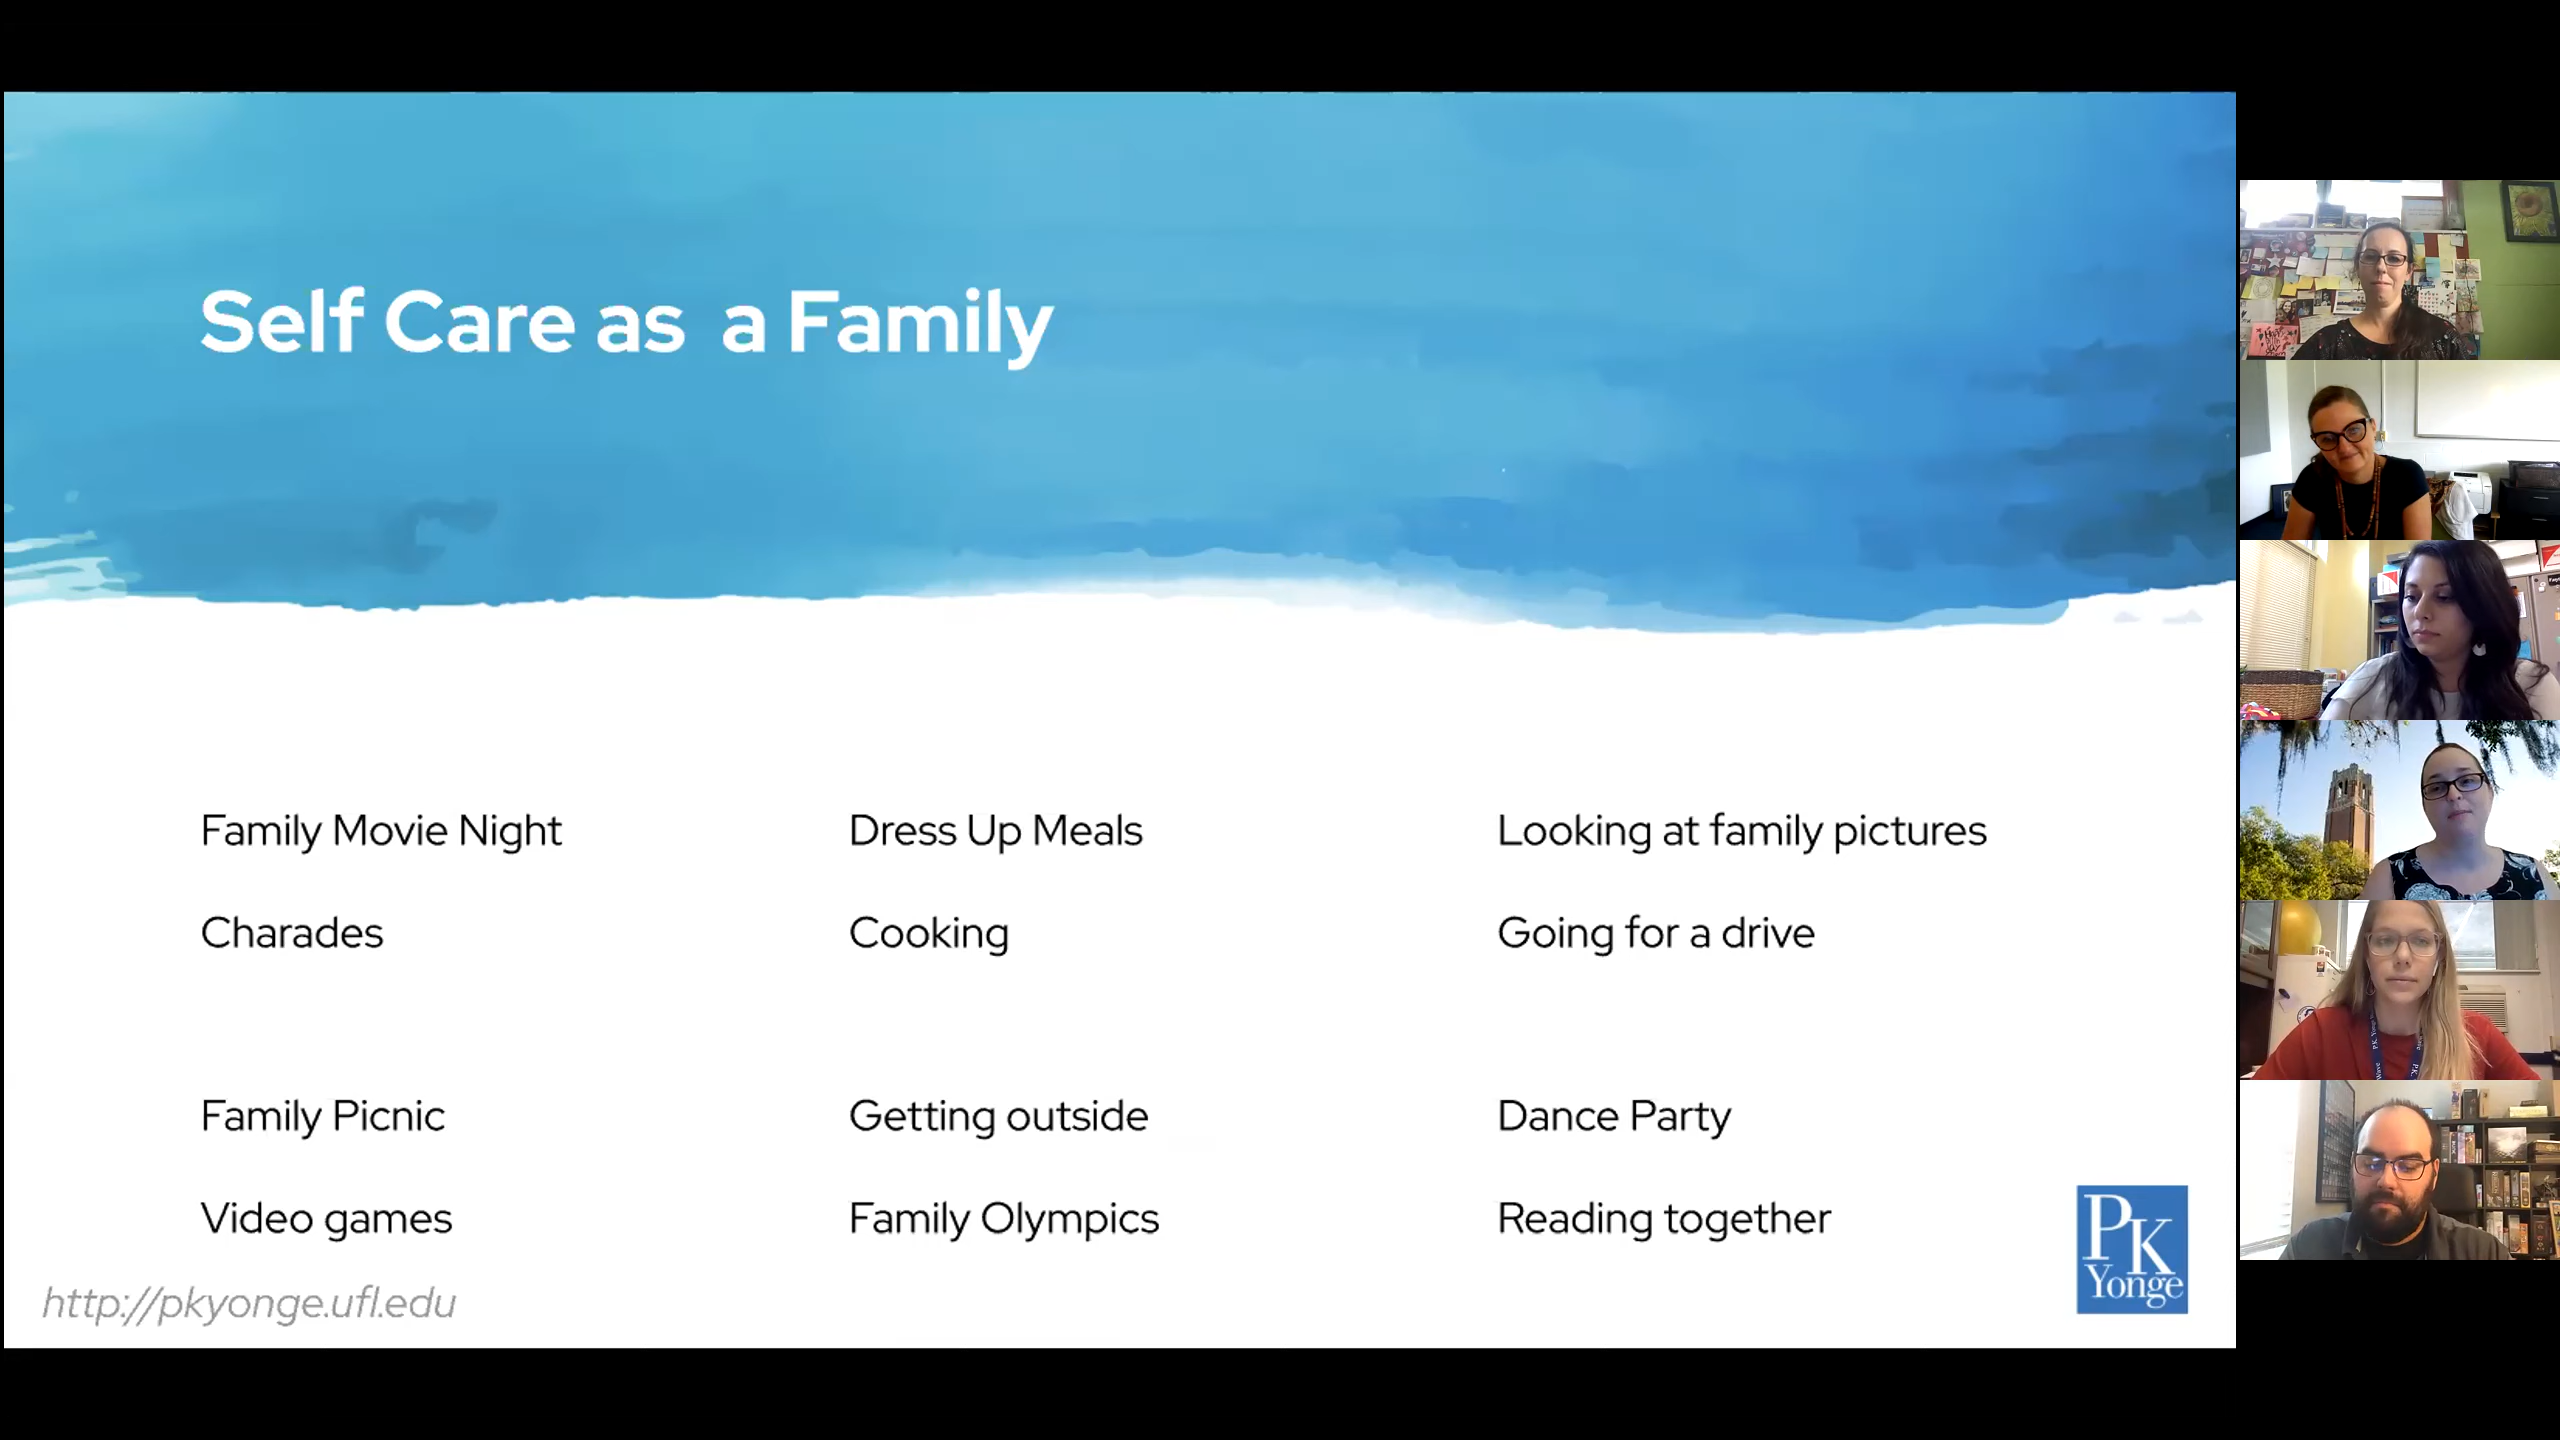 Self Care as  a Family
Family Movie Night
Dress Up Meals
Looking at family pictures
Charades
Cooking
Going for a drive
Family Picnic
Getting outside
Dance Party
Video games
Family Olympics
Reading together
http://pkyonge.ufl.edu
PK
Yonge